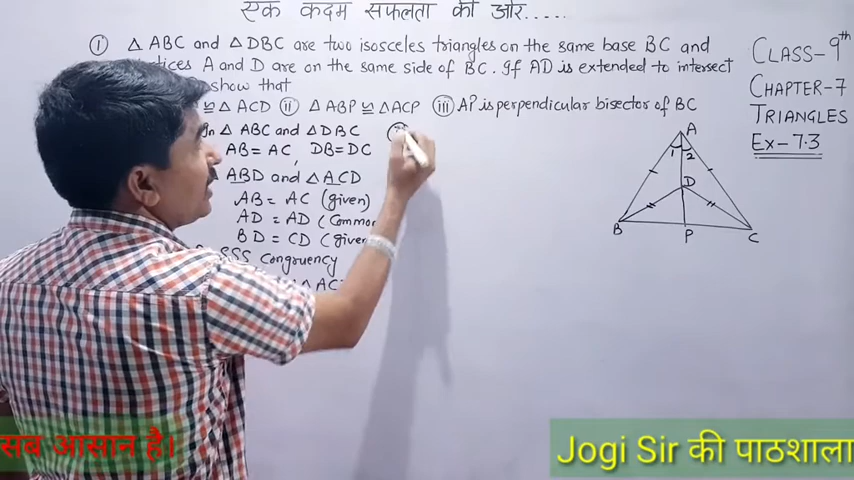 एक कदम सफलता की ओर.....
(i) △ ABC and △ DBC are two isosceles triangles on the same base BC and
A and D are on the same side of BC. If AD is extended to intersect
show that
≅ △ ACD (ii) △ ABP ≅ △ ACP (iii) AP is perpendicular bisector of BC
In △ ABC and △ DBC
AB = AC, DB = DC
ABD and △ ACD
AB = AC (given)
AD = AD (Common
BD = CD (given
SSS Congruency
CLASS-9th
CHAPTER-7
TRIANGLES
Ex-7.3
A
1 2
D
B P C
सब आसान है।
Jogi Sir की पाठशाला